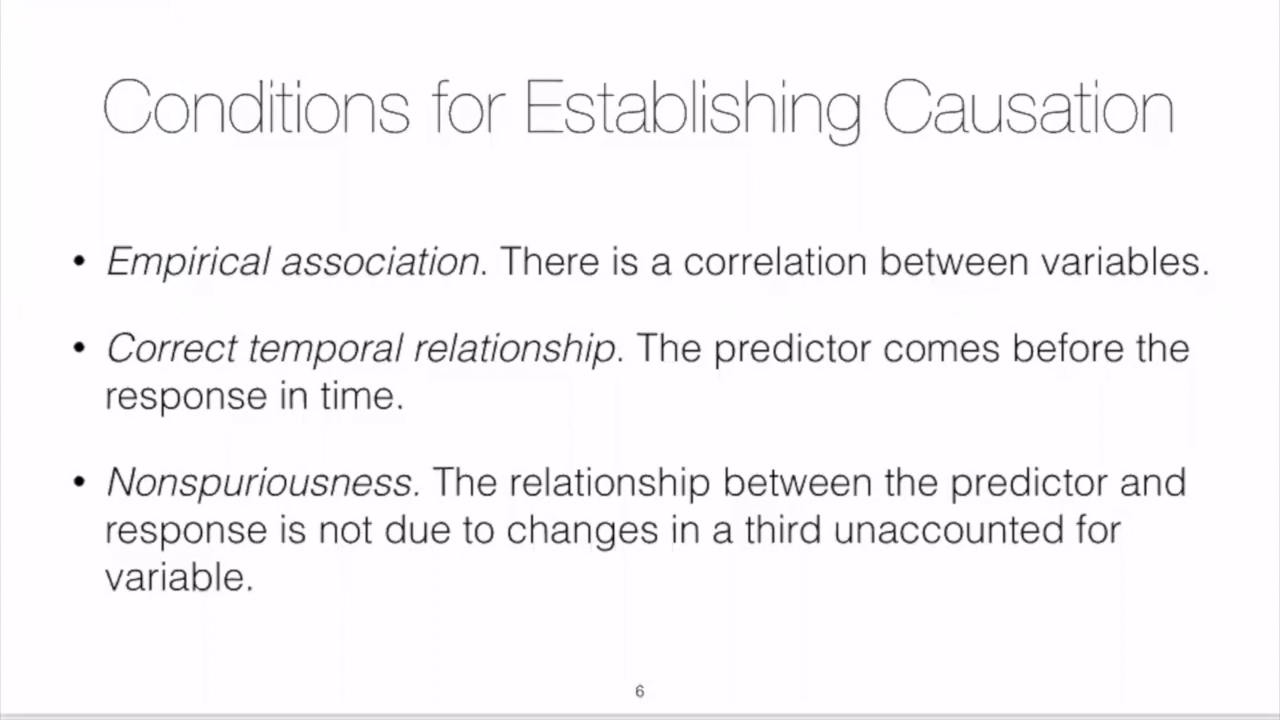 Conditions for Establishing Causation
• Empirical association. There is a correlation between variables.
• Correct temporal relationship. The predictor comes before the
response in time.
• Nonspuriousness. The relationship between the predictor and
response is not due to changes in a third unaccounted for
variable.
6